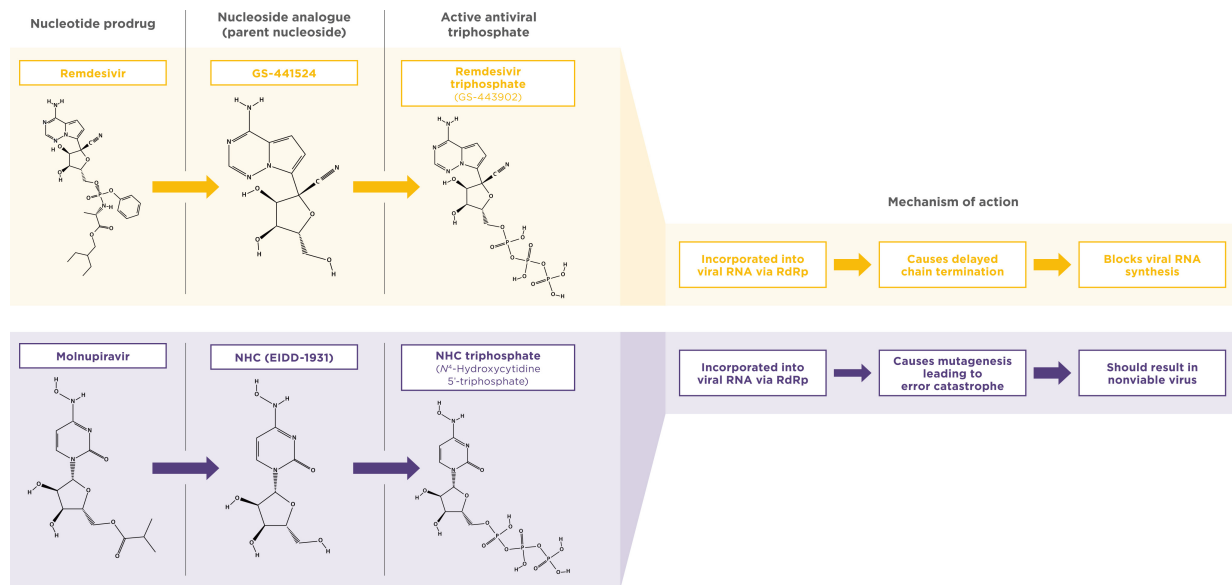 Nucleotide prodrug
Nucleoside analogue
(parent nucleoside)
Active antiviral
triphosphate
Remdesivir
GS-441524
Remdesivir
triphosphate
(GS-443902)
Mechanism of action
Incorporated into
viral RNA via RdRp
Causes delayed
chain termination
Blocks viral RNA
synthesis
Molnupiravir
NHC (EIDD-1931)
NHC triphosphate
(N⁴-Hydroxycytidine
5′-triphosphate)
Incorporated into
viral RNA via RdRp
Causes mutagenesis
leading to
error catastrophe
Should result in
nonviable virus